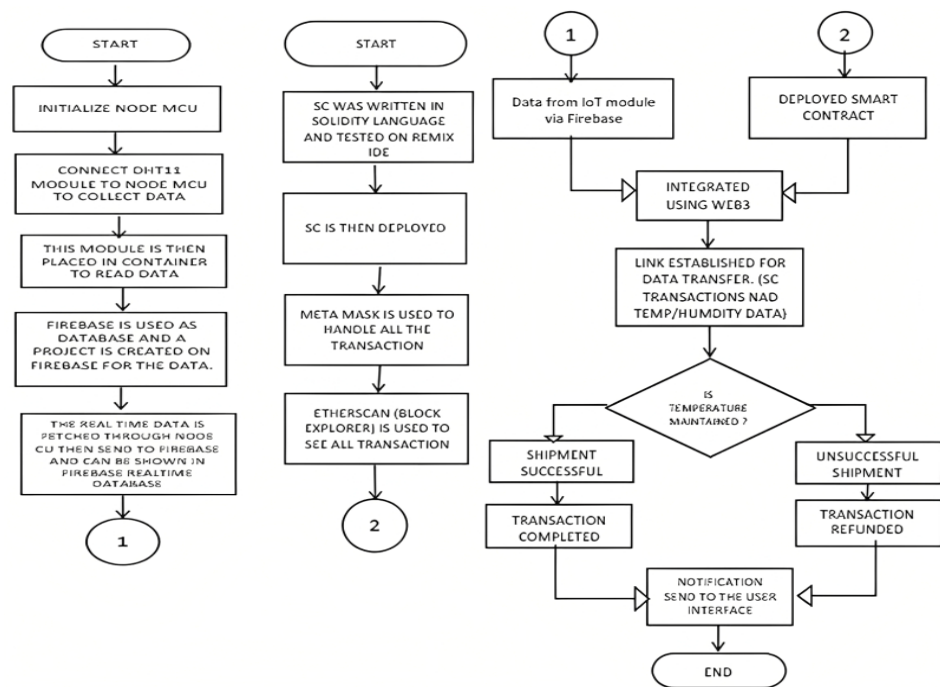 START
INITIALIZE NODE MCU
CONNECT DHT11
MODULE TO NODE MCU
TO COLLECT DATA
THIS MODULE IS THEN
PLACED IN CONTAINER
TO READ DATA
FIREBASE IS USED AS
DATABASE AND A
PROJECT IS CREATED ON
FIREBASE FOR THE DATA.
THE REAL TIME DATA IS
FETCHED THROUGH NODE
CU THEN SEND TO FIREBASE
AND CAN BE SHOWN IN
FIREBASE REALTIME
DATABASE
1
START
SC WAS WRITTEN IN
SOLIDITY LANGUAGE
AND TESTED ON REMIX
IDE
SC IS THEN DEPLOYED
META MASK IS USED TO
HANDLE ALL THE
TRANSACTION
ETHERSCAN (BLOCK
EXPLORER) IS USED TO
SEE ALL TRANSACTION
2
1
Data from IoT module
via Firebase
2
DEPLOYED SMART
CONTRACT
INTEGRATED
USING WEB3
LINK ESTABLISHED FOR
DATA TRANSFER. (SC
TRANSACTIONS NAD
TEMP/HUMIDITY DATA)
IS
TEMPERATURE
MAINTAINED ?
SHIPMENT
SUCCESSFUL
TRANSACTION
COMPLETED
UNSUCCESSFUL
SHIPMENT
TRANSACTION
REFUNDED
NOTIFICATION
SEND TO THE USER
INTERFACE
END